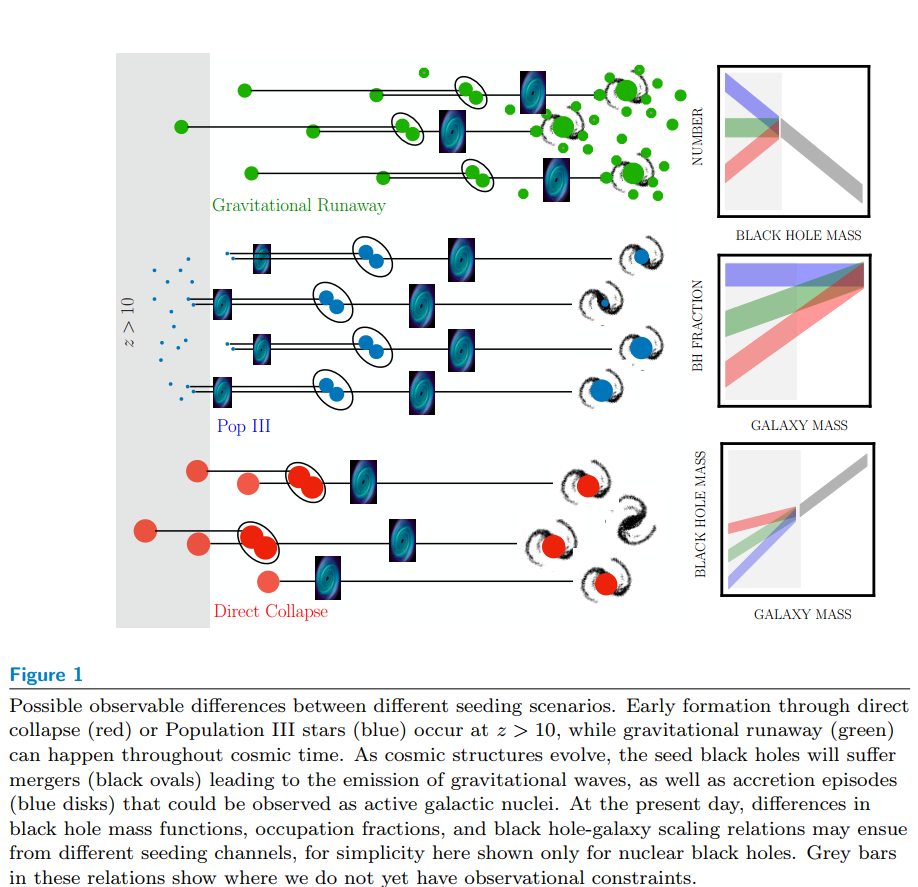 Gravitational Runaway
z > 10
Pop III
Direct Collapse
NUMBER
BLACK HOLE MASS
BH FRACTION
GALAXY MASS
BLACK HOLE MASS
GALAXY MASS
Figure 1
Possible observable differences between different seeding scenarios. Early formation through direct
collapse (red) or Population III stars (blue) occur at z > 10, while gravitational runaway (green)
can happen throughout cosmic time. As cosmic structures evolve, the seed black holes will suffer
mergers (black ovals) leading to the emission of gravitational waves, as well as accretion episodes
(blue disks) that could be observed as active galactic nuclei. At the present day, differences in
black hole mass functions, occupation fractions, and black hole-galaxy scaling relations may ensue
from different seeding channels, for simplicity here shown only for nuclear black holes. Grey bars
in these relations show where we do not yet have observational constraints.